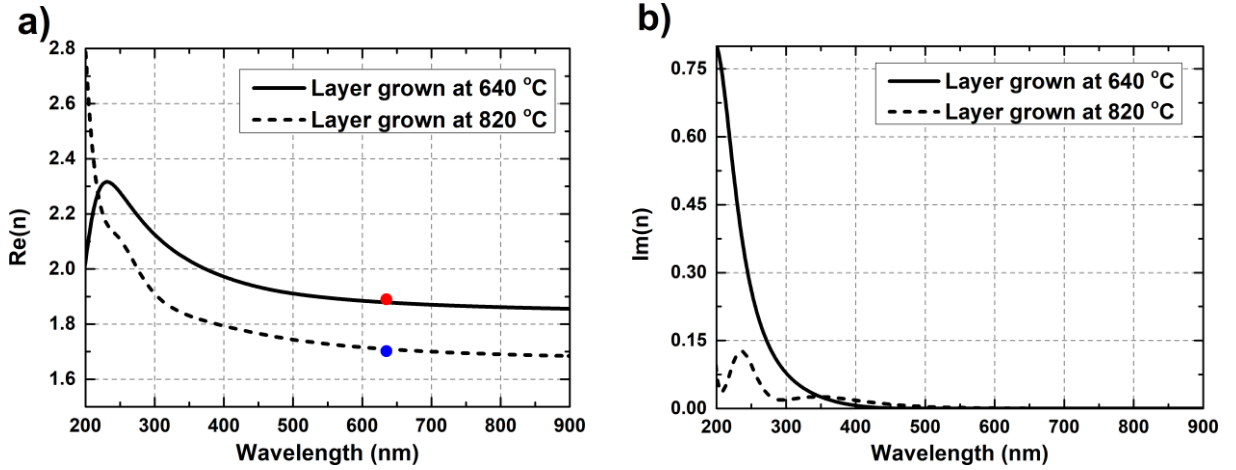 a)
2.8
2.6
2.4
2.2
2.0
1.8
1.6
Re(n)
Layer grown at 640 °C
Layer grown at 820 °C
200 300 400 500 600 700 800 900
Wavelength (nm)
b)
0.75
0.60
0.45
0.30
0.15
0.00
Im(n)
Layer grown at 640 °C
Layer grown at 820 °C
200 300 400 500 600 700 800 900
Wavelength (nm)